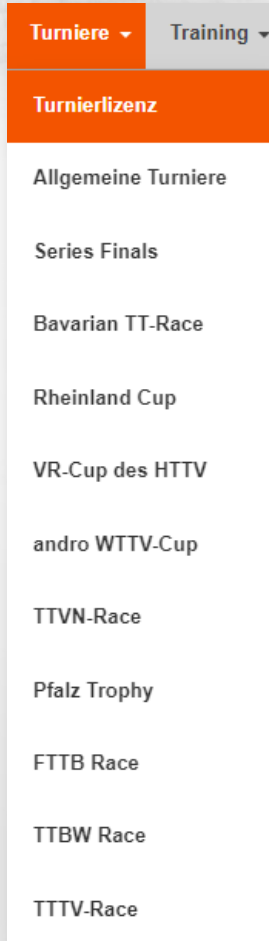 Turniere Training
Turnierlizenz
Allgemeine Turniere
Series Finals
Bavarian TT-Race
Rheinland Cup
VR-Cup des HTTV
andro WTTV-Cup
TTVN-Race
Pfalz Trophy
FTTB Race
TTBW Race
TTTV-Race